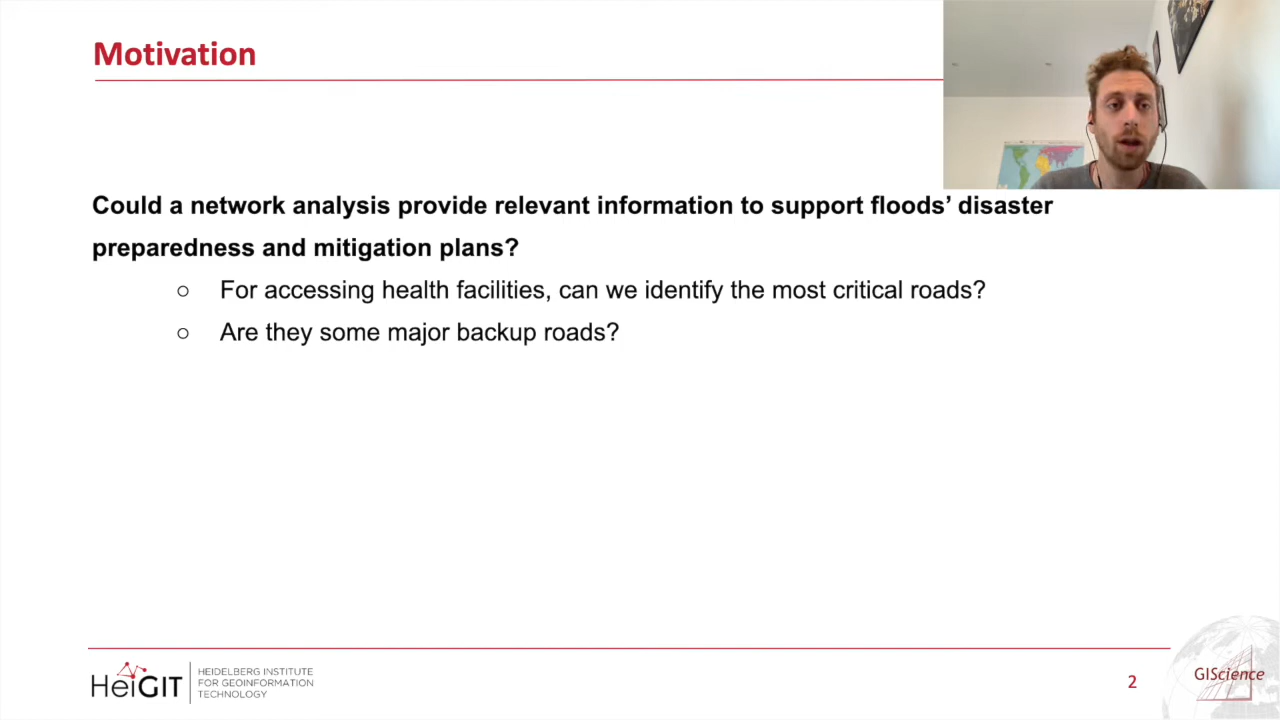 Motivation
Could a network analysis provide relevant information to support floods’ disaster
preparedness and mitigation plans?
○ For accessing health facilities, can we identify the most critical roads?
○ Are they some major backup roads?
HeiGIT
HEIDELBERG INSTITUTE
FOR GEOINFORMATION
TECHNOLOGY
2
GIScience